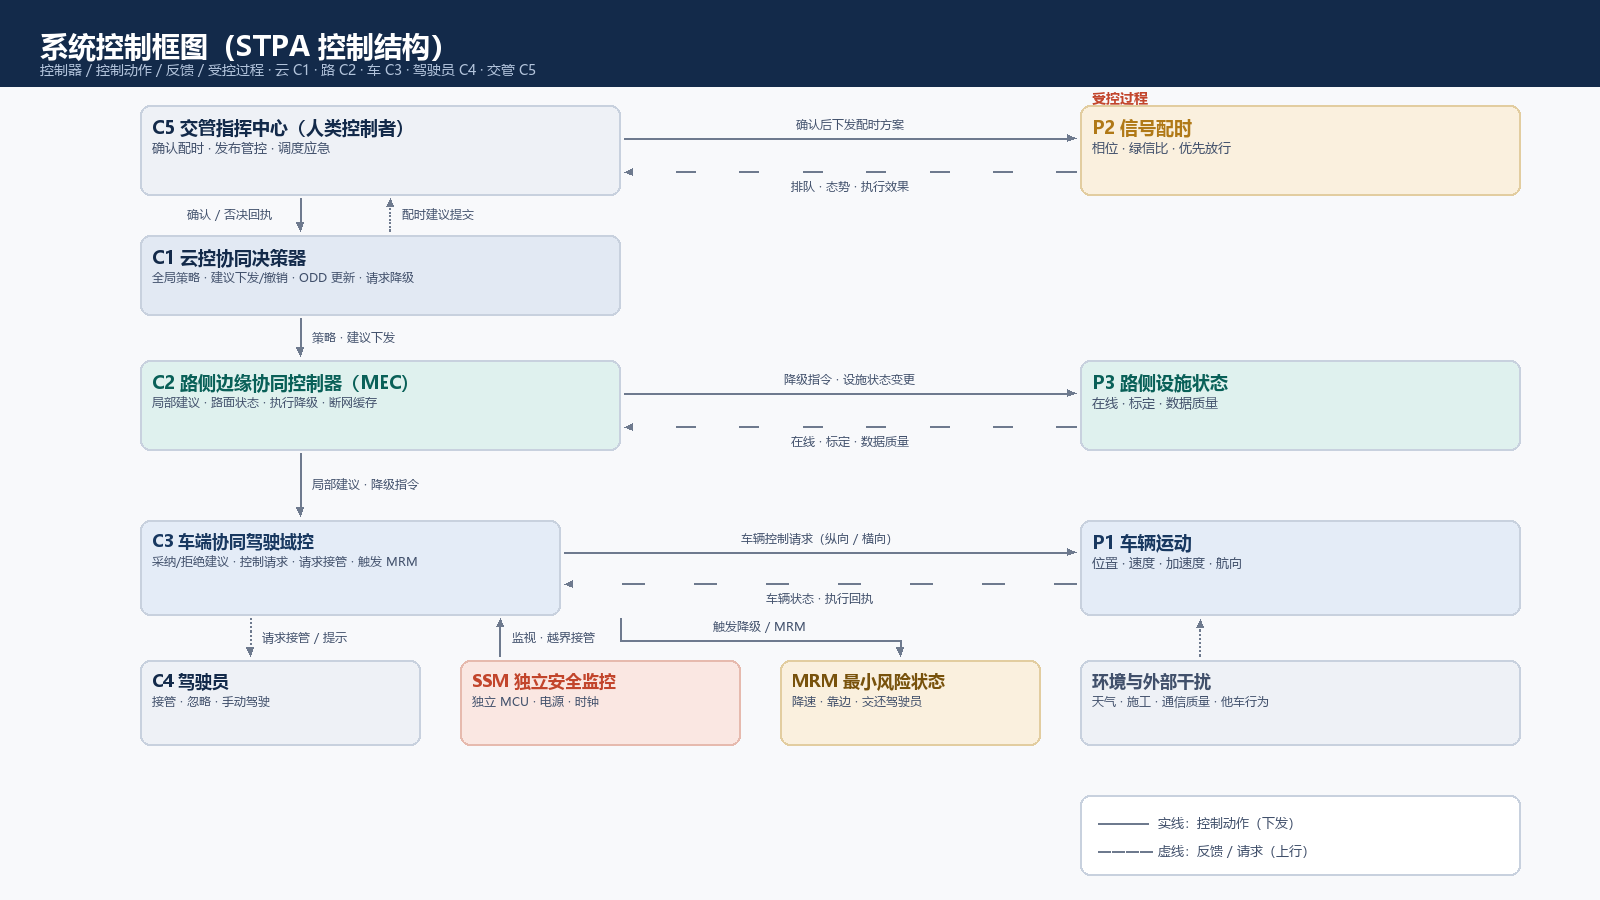 系统控制框图（STPA 控制结构）
控制器 / 控制动作 / 反馈 / 受控过程 · 云 C1 · 路 C2 · 车 C3 · 驾驶员 C4 · 交管 C5
受控过程
C5 交管指挥中心（人类控制者）
确认配时 · 发布管控 · 调度应急
确认后下发配时方案
排队 · 态势 · 执行效果
P2 信号配时
相位 · 绿信比 · 优先放行
确认 / 否决回执
配时建议提交
C1 云控协同决策器
全局策略 · 建议下发/撤销 · ODD 更新 · 请求降级
策略 · 建议下发
C2 路侧边缘协同控制器（MEC）
局部建议 · 路面状态 · 执行降级 · 断网缓存
降级指令 · 设施状态变更
在线 · 标定 · 数据质量
P3 路侧设施状态
在线 · 标定 · 数据质量
局部建议 · 降级指令
C3 车端协同驾驶域控
采纳/拒绝建议 · 控制请求 · 请求接管 · 触发 MRM
车辆控制请求（纵向 / 横向）
车辆状态 · 执行回执
P1 车辆运动
位置 · 速度 · 加速度 · 航向
请求接管 / 提示
监视 · 越界接管
触发降级 / MRM
C4 驾驶员
接管 · 忽略 · 手动驾驶
SSM 独立安全监控
独立 MCU · 电源 · 时钟
MRM 最小风险状态
降速 · 靠边 · 交还驾驶员
环境与外部干扰
天气 · 施工 · 通信质量 · 他车行为
实线：控制动作（下发）
虚线：反馈 / 请求（上行）